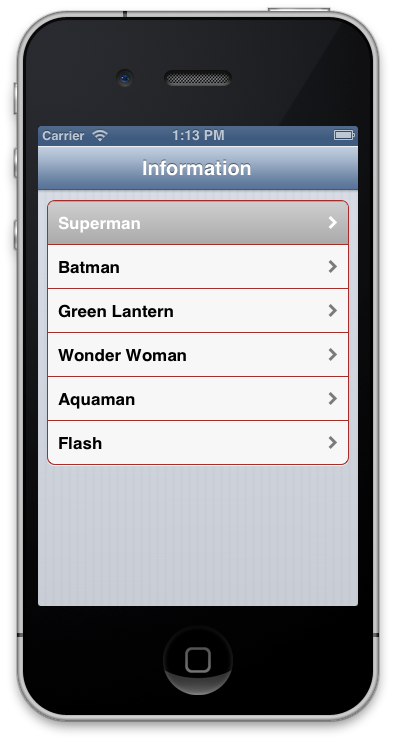 Carrier 1:13 PM
Information
Superman
Batman
Green Lantern
Wonder Woman
Aquaman
Flash